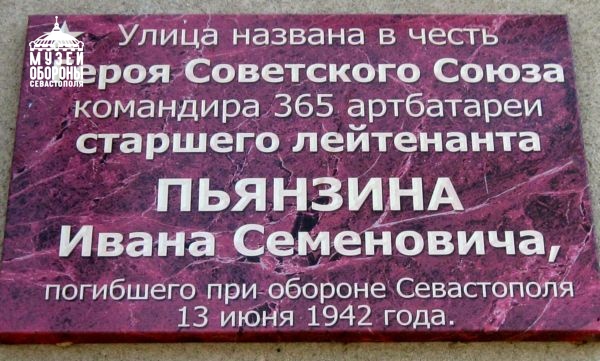 МУЗЕЙ
ОБОРОНЫ
СЕВАСТОПОЛЯ
Улица названа в честь
ероя Советского Союза
командира 365 артбатареи
старшего лейтенанта
ПЬЯНЗИНА
Ивана Семеновича,
погибшего при обороне Севастополя
13 июня 1942 года.